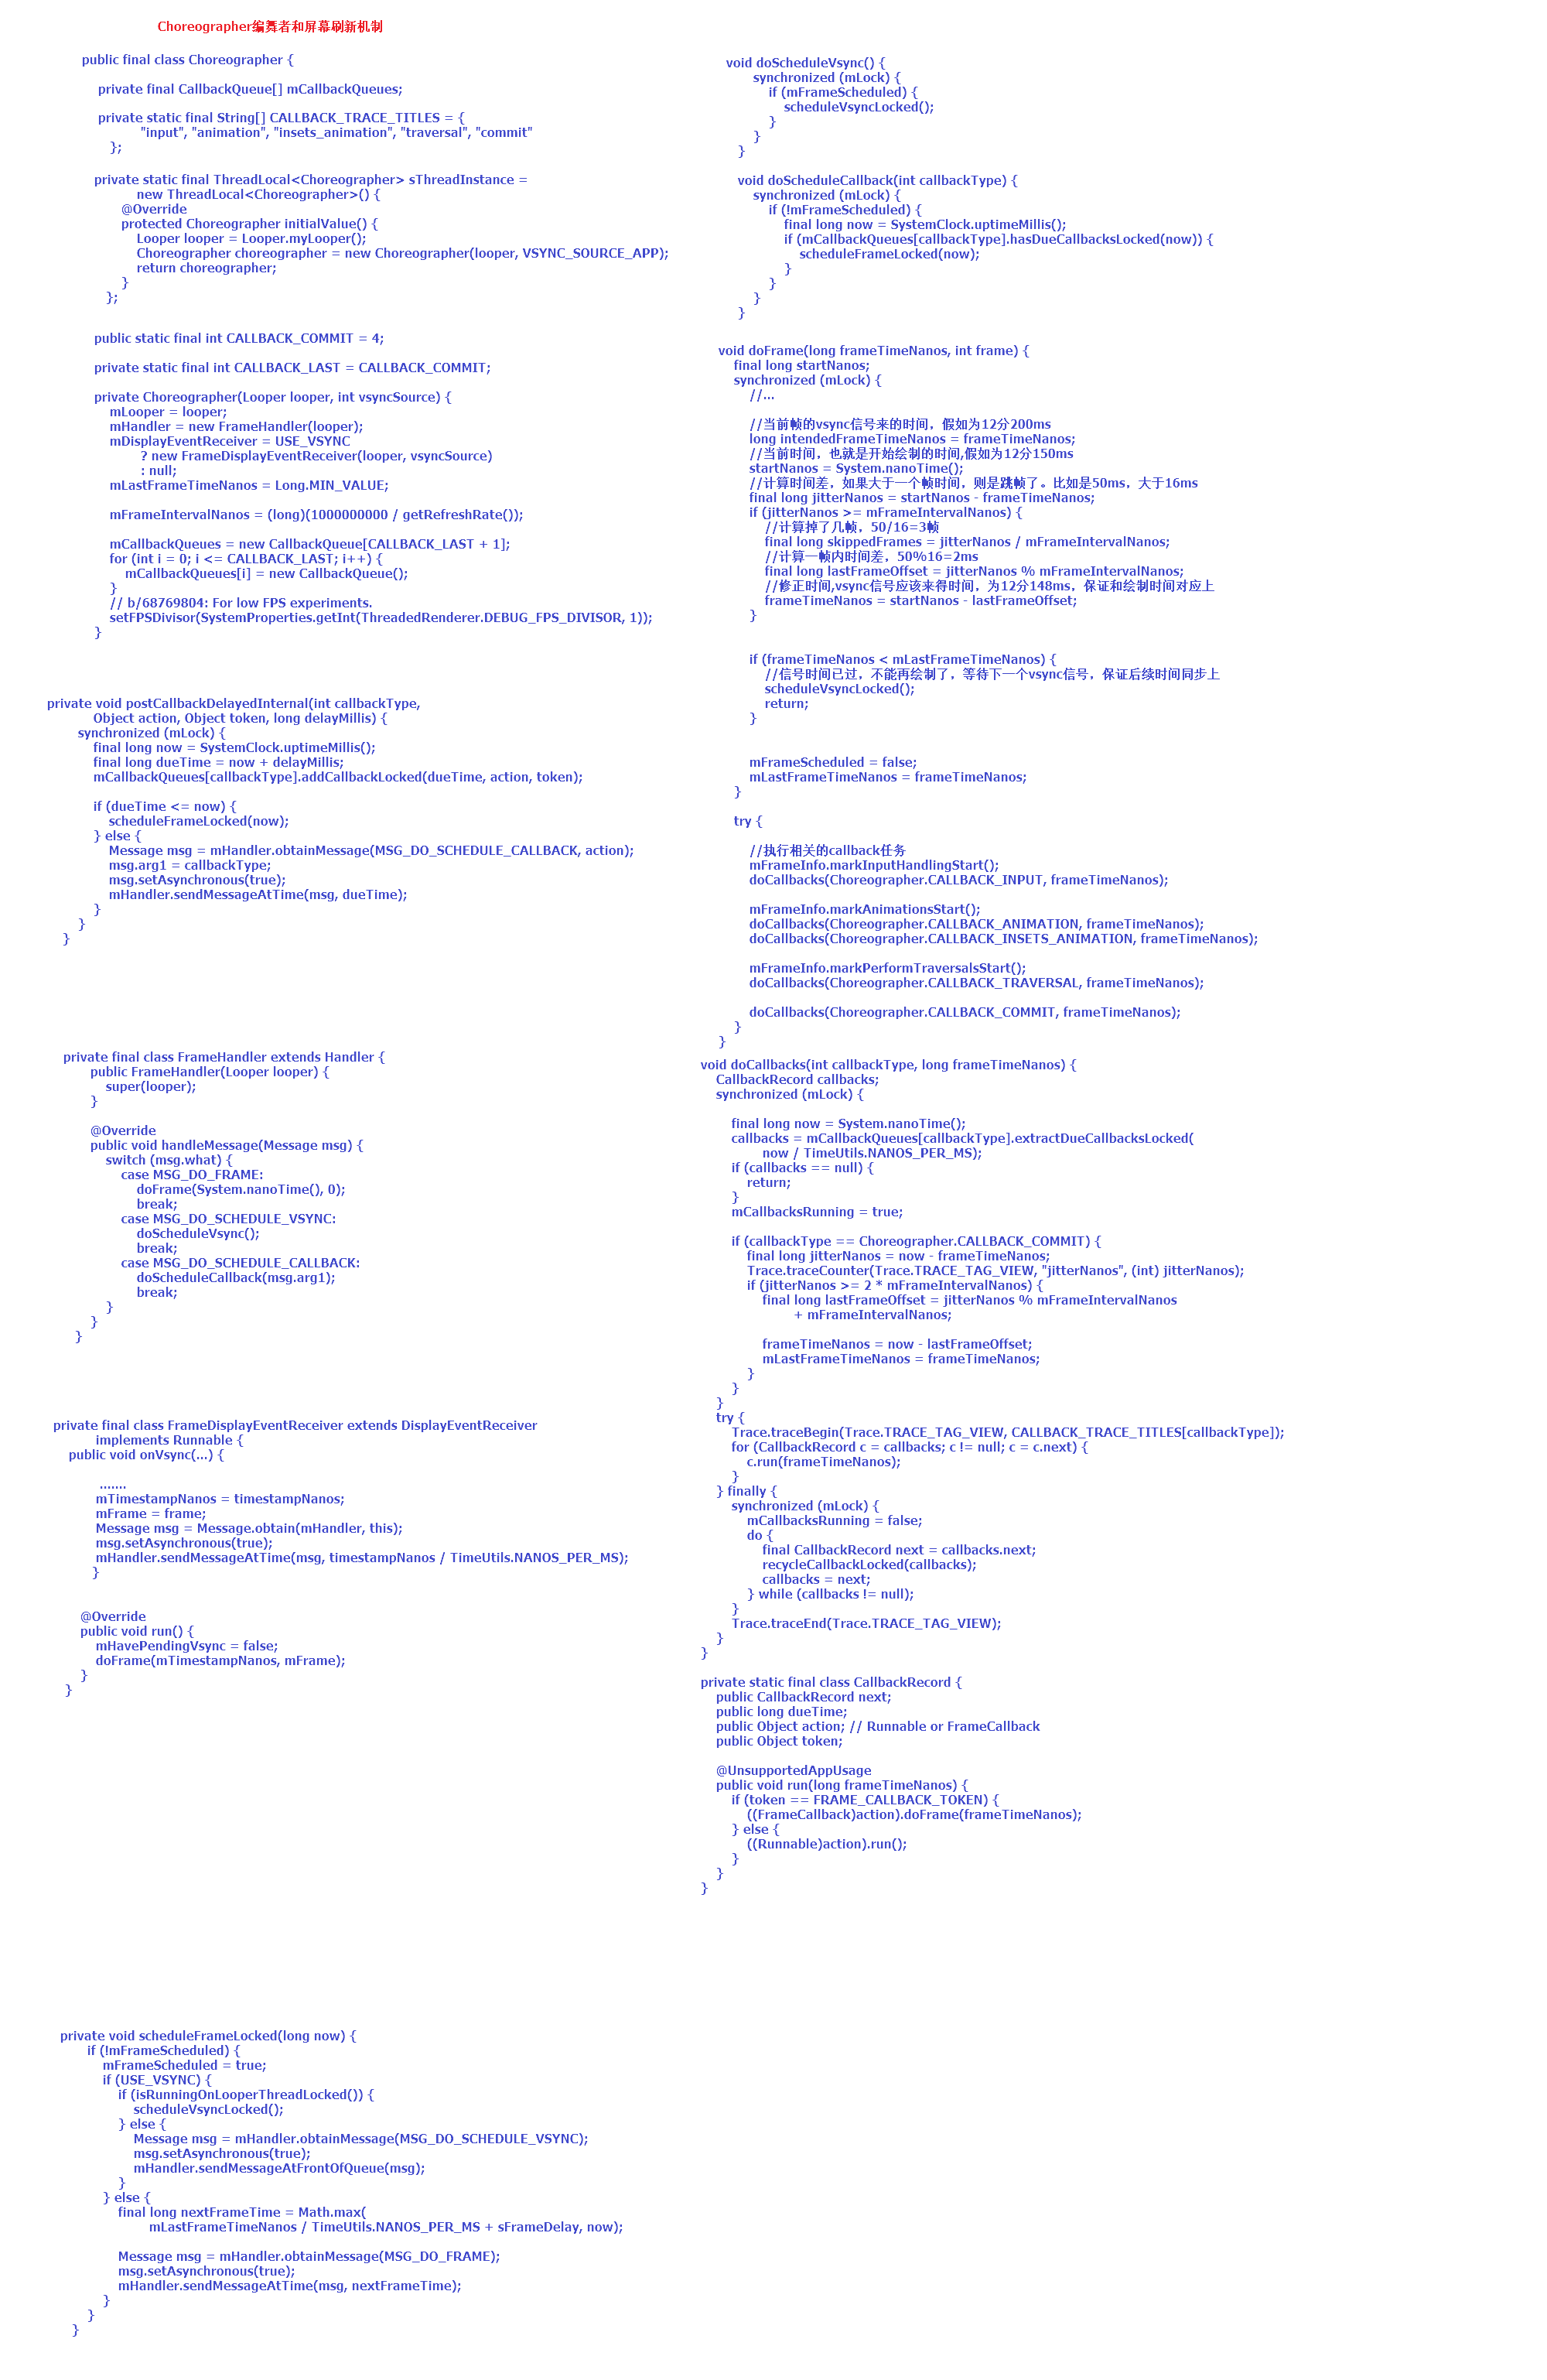 Choreographer编舞者和屏幕刷新机制
public final class Choreographer {
private final CallbackQueue[] mCallbackQueues;
private static final String[] CALLBACK_TRACE_TITLES = {
"input", "animation", "insets_animation", "traversal", "commit"
};
private static final ThreadLocal<Choreographer> sThreadInstance =
new ThreadLocal<Choreographer>() {
@Override
protected Choreographer initialValue() {
Looper looper = Looper.myLooper();
Choreographer choreographer = new Choreographer(looper, VSYNC_SOURCE_APP);
return choreographer;
}
};
public static final int CALLBACK_COMMIT = 4;
private static final int CALLBACK_LAST = CALLBACK_COMMIT;
private Choreographer(Looper looper, int vsyncSource) {
mLooper = looper;
mHandler = new FrameHandler(looper);
mDisplayEventReceiver = USE_VSYNC
? new FrameDisplayEventReceiver(looper, vsyncSource)
: null;
mLastFrameTimeNanos = Long.MIN_VALUE;
mFrameIntervalNanos = (long)(1000000000 / getRefreshRate());
mCallbackQueues = new CallbackQueue[CALLBACK_LAST + 1];
for (int i = 0; i <= CALLBACK_LAST; i++) {
mCallbackQueues[i] = new CallbackQueue();
}
// b/68769804: For low FPS experiments.
setFPSDivisor(SystemProperties.getInt(ThreadedRenderer.DEBUG_FPS_DIVISOR, 1));
}
private void postCallbackDelayedInternal(int callbackType,
Object action, Object token, long delayMillis) {
synchronized (mLock) {
final long now = SystemClock.uptimeMillis();
final long dueTime = now + delayMillis;
mCallbackQueues[callbackType].addCallbackLocked(dueTime, action, token);
if (dueTime <= now) {
scheduleFrameLocked(now);
} else {
Message msg = mHandler.obtainMessage(MSG_DO_SCHEDULE_CALLBACK, action);
msg.arg1 = callbackType;
msg.setAsynchronous(true);
mHandler.sendMessageAtTime(msg, dueTime);
}
}
}
private final class FrameHandler extends Handler {
public FrameHandler(Looper looper) {
super(looper);
}
@Override
public void handleMessage(Message msg) {
switch (msg.what) {
case MSG_DO_FRAME:
doFrame(System.nanoTime(), 0);
break;
case MSG_DO_SCHEDULE_VSYNC:
doScheduleVsync();
break;
case MSG_DO_SCHEDULE_CALLBACK:
doScheduleCallback(msg.arg1);
break;
}
}
}
private final class FrameDisplayEventReceiver extends DisplayEventReceiver
implements Runnable {
public void onVsync(...) {
.......
mTimestampNanos = timestampNanos;
mFrame = frame;
Message msg = Message.obtain(mHandler, this);
msg.setAsynchronous(true);
mHandler.sendMessageAtTime(msg, timestampNanos / TimeUtils.NANOS_PER_MS);
}
@Override
public void run() {
mHavePendingVsync = false;
doFrame(mTimestampNanos, mFrame);
}
}
private void scheduleFrameLocked(long now) {
if (!mFrameScheduled) {
mFrameScheduled = true;
if (USE_VSYNC) {
if (isRunningOnLooperThreadLocked()) {
scheduleVsyncLocked();
} else {
Message msg = mHandler.obtainMessage(MSG_DO_SCHEDULE_VSYNC);
msg.setAsynchronous(true);
mHandler.sendMessageAtFrontOfQueue(msg);
}
} else {
final long nextFrameTime = Math.max(
mLastFrameTimeNanos / TimeUtils.NANOS_PER_MS + sFrameDelay, now);
Message msg = mHandler.obtainMessage(MSG_DO_FRAME);
msg.setAsynchronous(true);
mHandler.sendMessageAtTime(msg, nextFrameTime);
}
}
}
void doScheduleVsync() {
synchronized (mLock) {
if (mFrameScheduled) {
scheduleVsyncLocked();
}
}
}
void doScheduleCallback(int callbackType) {
synchronized (mLock) {
if (!mFrameScheduled) {
final long now = SystemClock.uptimeMillis();
if (mCallbackQueues[callbackType].hasDueCallbacksLocked(now)) {
scheduleFrameLocked(now);
}
}
}
}
void doFrame(long frameTimeNanos, int frame) {
final long startNanos;
synchronized (mLock) {
//...
//当前帧的vsync信号来的时间，假如为12分200ms
long intendedFrameTimeNanos = frameTimeNanos;
//当前时间，也就是开始绘制的时间,假如为12分150ms
startNanos = System.nanoTime();
//计算时间差，如果大于一个帧时间，则是跳帧了。比如是50ms，大于16ms
final long jitterNanos = startNanos - frameTimeNanos;
if (jitterNanos >= mFrameIntervalNanos) {
//计算掉了几帧，50/16=3帧
final long skippedFrames = jitterNanos / mFrameIntervalNanos;
//计算一帧内时间差，50%16=2ms
final long lastFrameOffset = jitterNanos % mFrameIntervalNanos;
//修正时间,vsync信号应该来得时间，为12分148ms，保证和绘制时间对应上
frameTimeNanos = startNanos - lastFrameOffset;
}
if (frameTimeNanos < mLastFrameTimeNanos) {
//信号时间已过，不能再绘制了，等待下一个vsync信号，保证后续时间同步上
scheduleVsyncLocked();
return;
}
mFrameScheduled = false;
mLastFrameTimeNanos = frameTimeNanos;
}
try {
//执行相关的callback任务
mFrameInfo.markInputHandlingStart();
doCallbacks(Choreographer.CALLBACK_INPUT, frameTimeNanos);
mFrameInfo.markAnimationsStart();
doCallbacks(Choreographer.CALLBACK_ANIMATION, frameTimeNanos);
doCallbacks(Choreographer.CALLBACK_INSETS_ANIMATION, frameTimeNanos);
mFrameInfo.markPerformTraversalsStart();
doCallbacks(Choreographer.CALLBACK_TRAVERSAL, frameTimeNanos);
doCallbacks(Choreographer.CALLBACK_COMMIT, frameTimeNanos);
}
}
void doCallbacks(int callbackType, long frameTimeNanos) {
CallbackRecord callbacks;
synchronized (mLock) {
final long now = System.nanoTime();
callbacks = mCallbackQueues[callbackType].extractDueCallbacksLocked(
now / TimeUtils.NANOS_PER_MS);
if (callbacks == null) {
return;
}
mCallbacksRunning = true;
if (callbackType == Choreographer.CALLBACK_COMMIT) {
final long jitterNanos = now - frameTimeNanos;
Trace.traceCounter(Trace.TRACE_TAG_VIEW, "jitterNanos", (int) jitterNanos);
if (jitterNanos >= 2 * mFrameIntervalNanos) {
final long lastFrameOffset = jitterNanos % mFrameIntervalNanos
+ mFrameIntervalNanos;
frameTimeNanos = now - lastFrameOffset;
mLastFrameTimeNanos = frameTimeNanos;
}
}
}
try {
Trace.traceBegin(Trace.TRACE_TAG_VIEW, CALLBACK_TRACE_TITLES[callbackType]);
for (CallbackRecord c = callbacks; c != null; c = c.next) {
c.run(frameTimeNanos);
}
} finally {
synchronized (mLock) {
mCallbacksRunning = false;
do {
final CallbackRecord next = callbacks.next;
recycleCallbackLocked(callbacks);
callbacks = next;
} while (callbacks != null);
}
Trace.traceEnd(Trace.TRACE_TAG_VIEW);
}
}
private static final class CallbackRecord {
public CallbackRecord next;
public long dueTime;
public Object action; // Runnable or FrameCallback
public Object token;
@UnsupportedAppUsage
public void run(long frameTimeNanos) {
if (token == FRAME_CALLBACK_TOKEN) {
((FrameCallback)action).doFrame(frameTimeNanos);
} else {
((Runnable)action).run();
}
}
}